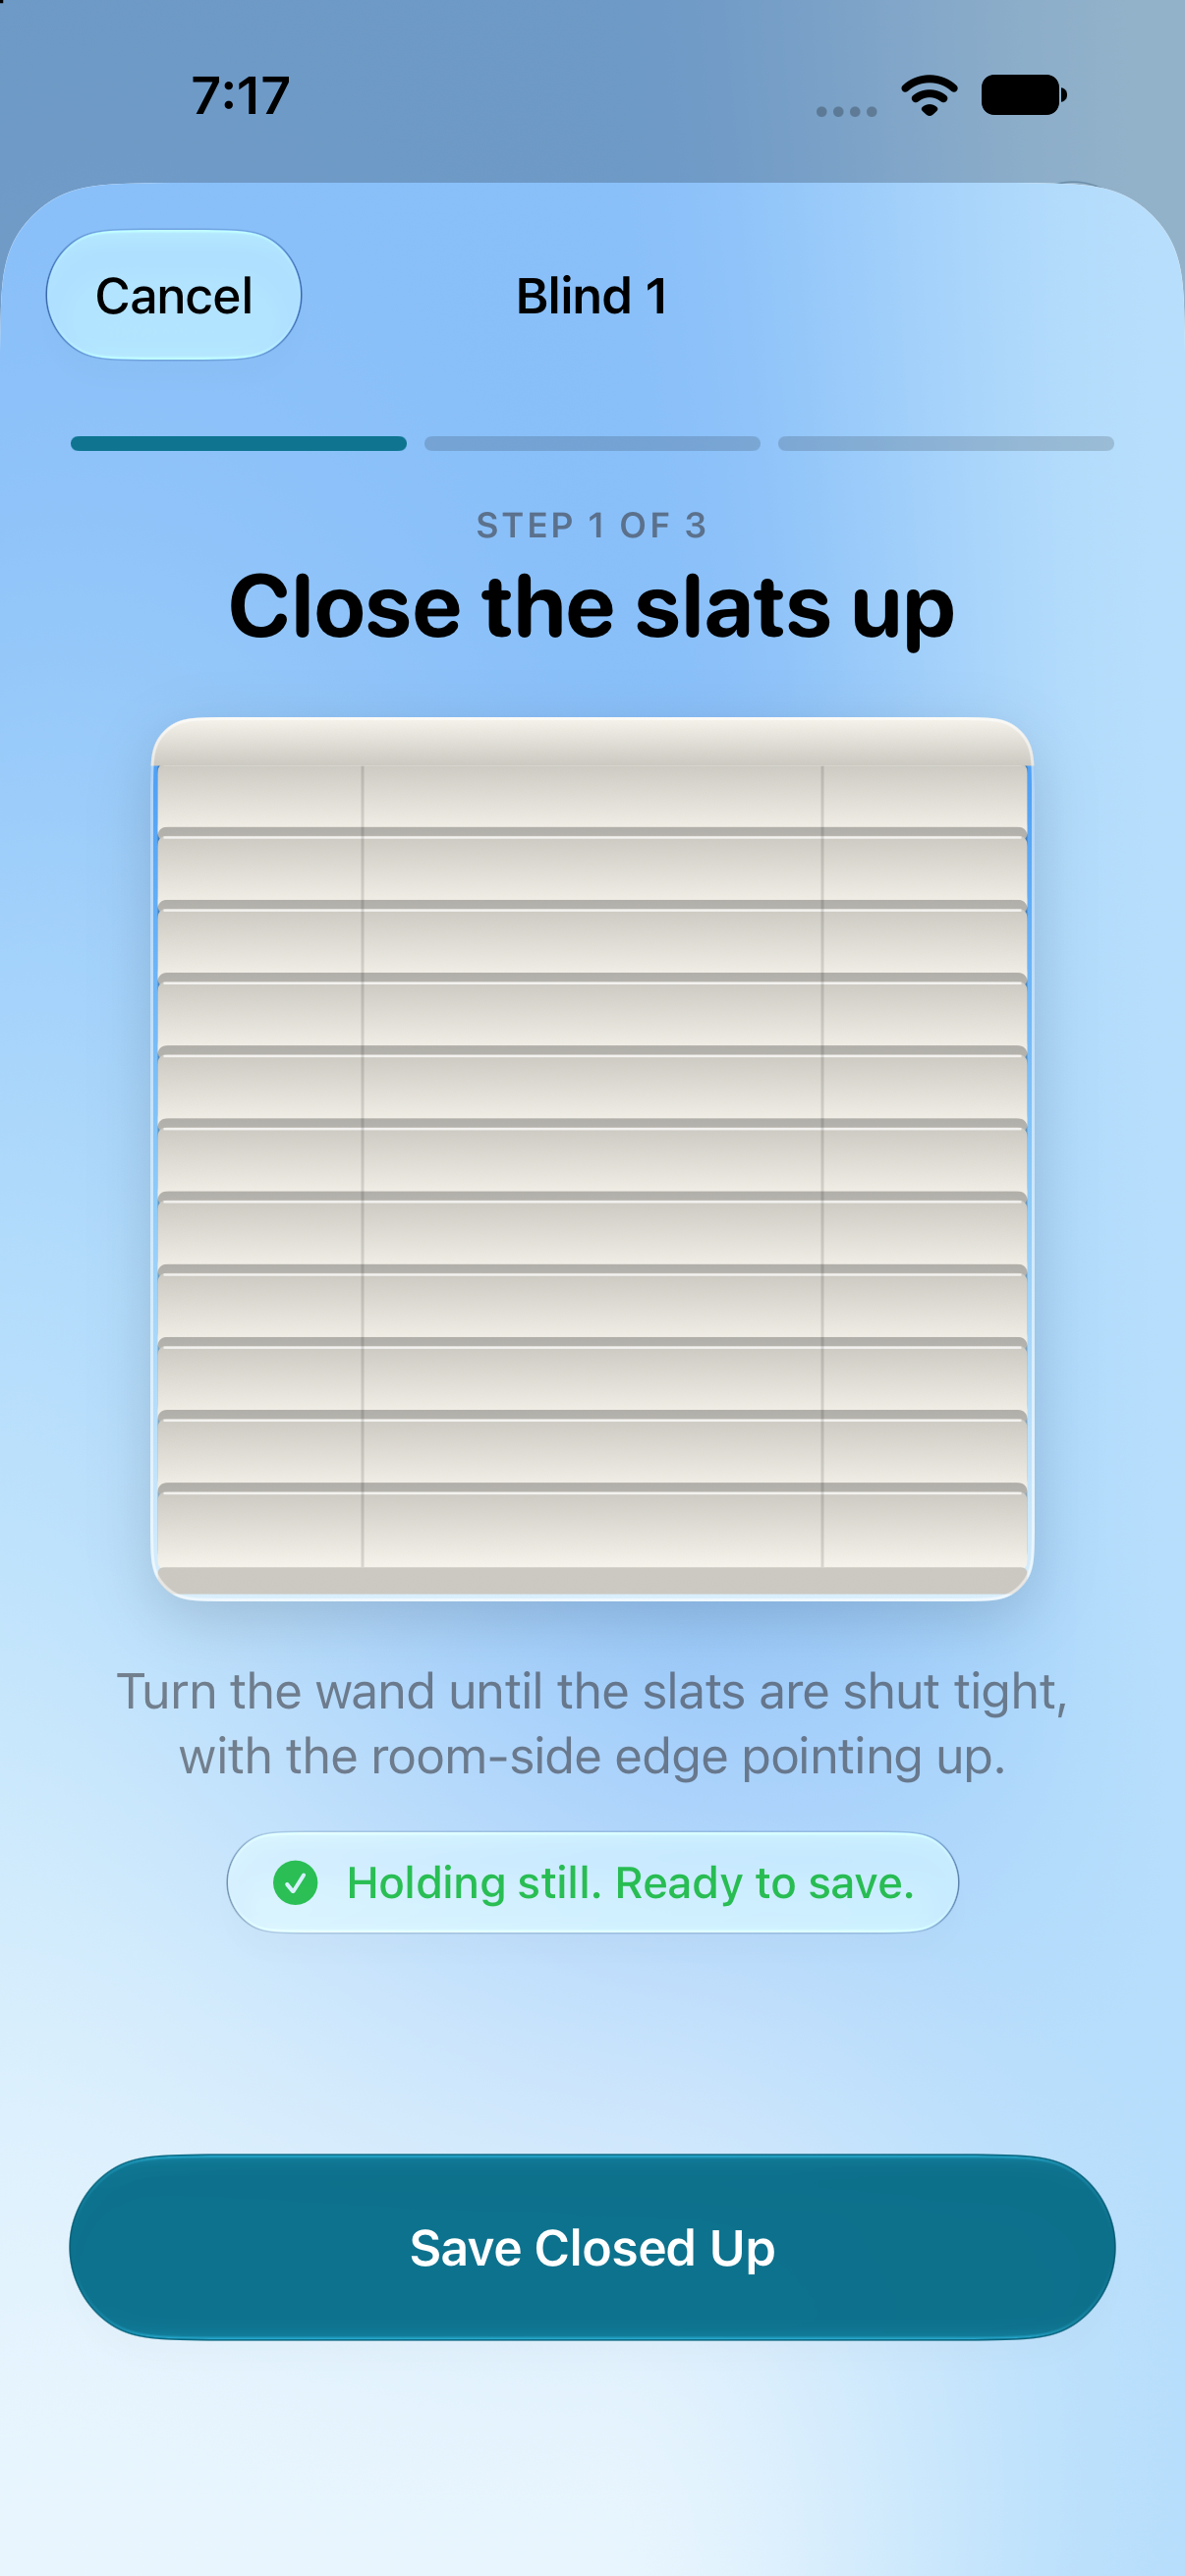 7:17
Cancel
Blind 1
STEP 1 OF 3
Close the slats up
Turn the wand until the slats are shut tight,
with the room-side edge pointing up.
Holding still. Ready to save.
Save Closed Up